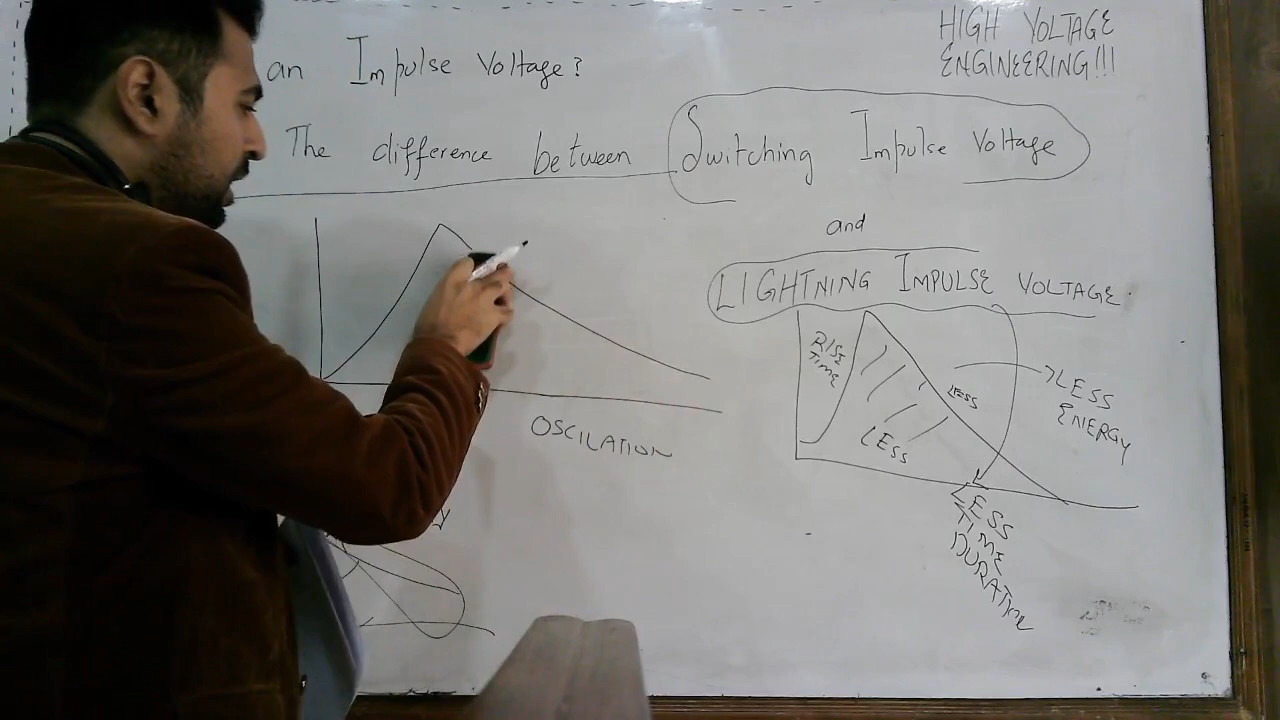 HIGH VOLTAGE
ENGINEERING!!!
an Impulse Voltage?
The difference between Switching Impulse Voltage
and
LIGHTNING IMPULSE VOLTAGE.
OSCILATION
RISE
TIME
LESS
LESS
LESS
ENERGY
LESS
TIME